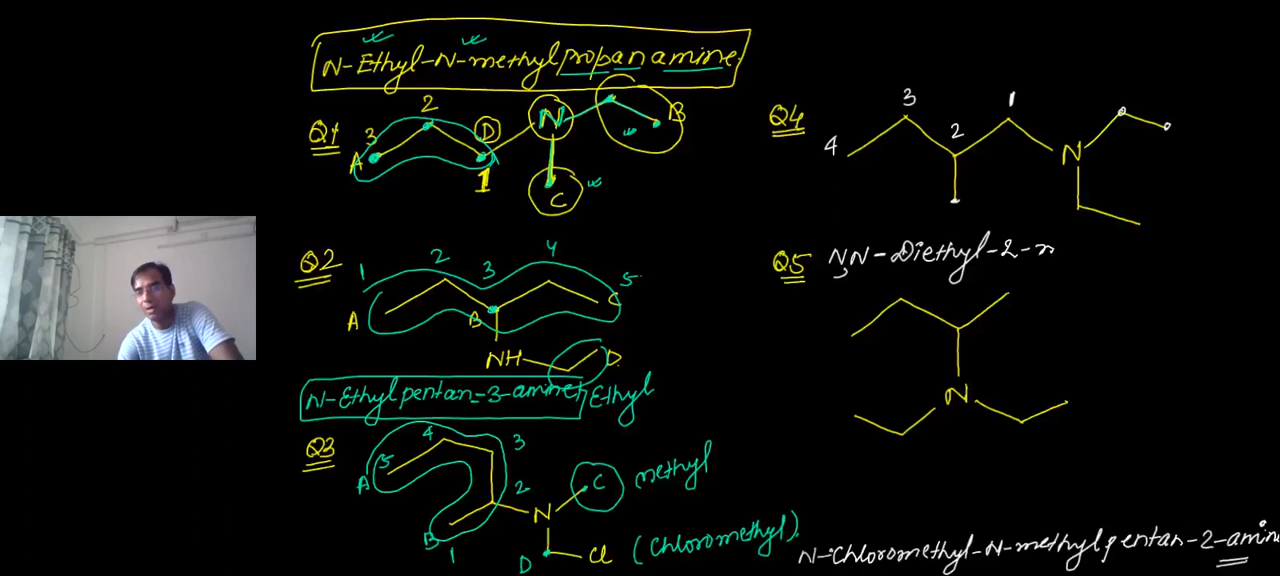 N-Ethyl-N-methylpropanamine
Q1
3 2 D N B
A 1 C
Q2
1 2 3 4 5
A B C
NH D
N-Ethylpentan-3-amine, Ethyl
Q3
5 4 3
A 2 N C methyl
B 1
D Cl (Chloromethyl)
Q4
4 3 2 1 N
Q5 N,N-Diethyl-2-m
N
N-Chloromethyl-N-methylpentan-2-amin